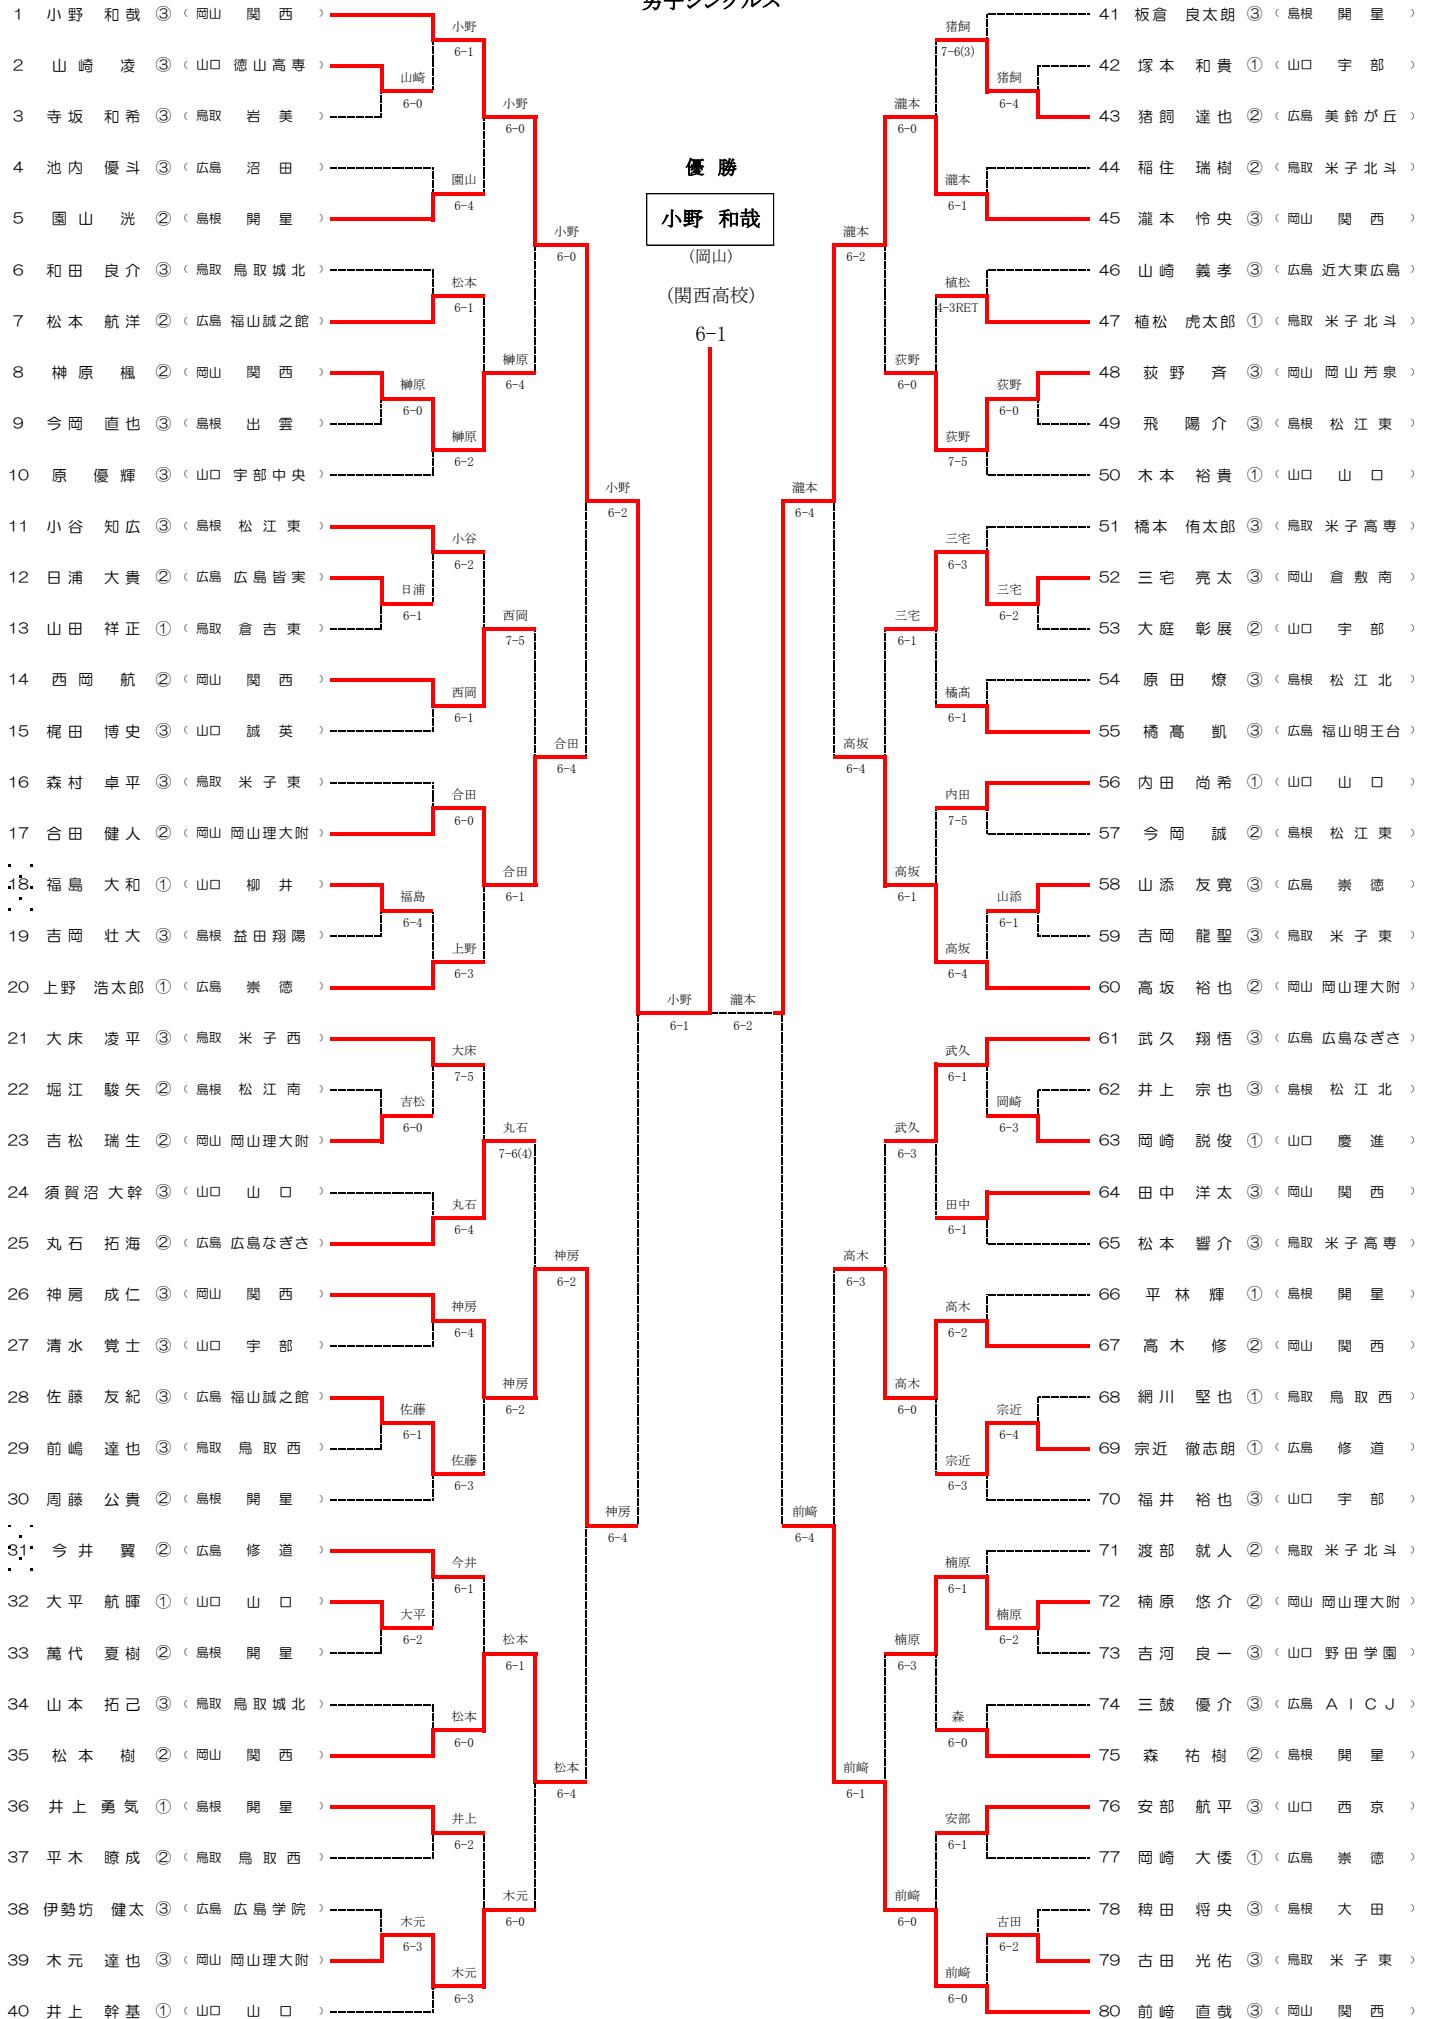 男子シングルス
優 勝
小野 和哉
(岡山)
(関西高校)
6-1
1 小野 和哉 ③ （ 岡山 関西 ）
2 山崎 凌 ③ （ 山口 徳山高専 ）
3 寺坂 和希 ③ （ 鳥取 岩美 ）
4 池内 優斗 ③ （ 広島 沼田 ）
5 園山 洸 ② （ 島根 開星 ）
6 和田 良介 ③ （ 鳥取 鳥取城北 ）
7 松本 航洋 ② （ 広島 福山誠之館 ）
8 榊原 楓 ② （ 岡山 関西 ）
9 今岡 直也 ③ （ 島根 出雲 ）
10 原 優輝 ③ （ 山口 宇部中央 ）
11 小谷 知広 ③ （ 島根 松江東 ）
12 日浦 大貴 ② （ 広島 広島皆実 ）
13 山田 祥正 ① （ 鳥取 倉吉東 ）
14 西岡 航 ② （ 岡山 関西 ）
15 梶田 博史 ③ （ 山口 誠英 ）
16 森村 卓平 ③ （ 鳥取 米子東 ）
17 合田 健人 ② （ 岡山 岡山理大附 ）
18 福島 大和 ① （ 山口 柳井 ）
19 吉岡 壮大 ③ （ 島根 益田翔陽 ）
20 上野 浩太郎 ① （ 広島 崇徳 ）
21 大床 凌平 ③ （ 鳥取 米子西 ）
22 堀江 駿矢 ② （ 島根 松江南 ）
23 吉松 瑞生 ② （ 岡山 岡山理大附 ）
24 須賀沼 大幹 ③ （ 山口 山口 ）
25 丸石 拓海 ② （ 広島 広島なぎさ ）
26 神房 成仁 ③ （ 岡山 関西 ）
27 清水 覚士 ③ （ 山口 宇部 ）
28 佐藤 友紀 ③ （ 広島 福山誠之館 ）
29 前嶋 達也 ③ （ 鳥取 鳥取西 ）
30 周藤 公貴 ② （ 島根 開星 ）
31 今井 翼 ② （ 広島 修道 ）
32 大平 航暉 ① （ 山口 山口 ）
33 萬代 夏樹 ② （ 島根 開星 ）
34 山本 拓己 ③ （ 鳥取 鳥取城北 ）
35 松本 樹 ② （ 岡山 関西 ）
36 井上 勇気 ① （ 島根 開星 ）
37 平木 瞭成 ② （ 鳥取 鳥取西 ）
38 伊勢坊 健太 ③ （ 広島 広島学院 ）
39 木元 達也 ③ （ 岡山 岡山理大附 ）
40 井上 幹基 ① （ 山口 山口 ）
山崎 6-0
榊原 6-0
日浦 6-1
福島 6-4
吉松 6-0
佐藤 6-1
大平 6-2
木元 6-3
小野 6-1
園山 6-4
松本 6-1
榊原 6-2
小谷 6-2
西岡 6-1
合田 6-0
上野 6-3
大床 7-5
丸石 6-4
神房 6-4
佐藤 6-3
今井 6-1
松本 6-0
井上 6-2
木元 6-3
小野 6-0
榊原 6-4
西岡 7-5
合田 6-1
丸石 7-6(4)
神房 6-2
松本 6-1
木元 6-0
小野 6-0
合田 6-4
神房 6-2
松本 6-4
小野 6-2
神房 6-4
小野 6-1
瀧本 6-2
瀧本 6-4
前﨑 6-4
瀧本 6-2
高坂 6-4
高木 6-3
前﨑 6-1
瀧本 6-0
荻野 6-0
三宅 6-1
高坂 6-1
武久 6-3
高木 6-0
楠原 6-3
前﨑 6-0
猪飼 7-6(3)
瀧本 6-1
植松 4-3RET
荻野 7-5
三宅 6-3
橘髙 6-1
内田 7-5
高坂 6-4
武久 6-1
田中 6-1
高木 6-2
宗近 6-3
楠原 6-1
森 6-0
安部 6-1
前﨑 6-0
猪飼 6-4
荻野 6-0
三宅 6-2
山添 6-1
岡崎 6-3
宗近 6-4
楠原 6-2
古田 6-2
41 板倉 良太朗 ③ （ 島根 開星 ）
42 塚本 和貴 ① （ 山口 宇部 ）
43 猪飼 達也 ② （ 広島 美鈴が丘 ）
44 稲住 瑞樹 ② （ 鳥取 米子北斗 ）
45 瀧本 怜央 ③ （ 岡山 関西 ）
46 山崎 義孝 ③ （ 広島 近大東広島 ）
47 植松 虎太郎 ① （ 鳥取 米子北斗 ）
48 荻野 斉 ③ （ 岡山 岡山芳泉 ）
49 飛 陽介 ③ （ 島根 松江東 ）
50 木本 裕貴 ① （ 山口 山口 ）
51 橋本 侑太郎 ③ （ 鳥取 米子高専 ）
52 三宅 亮太 ③ （ 岡山 倉敷南 ）
53 大庭 彰展 ② （ 山口 宇部 ）
54 原田 燎 ③ （ 島根 松江北 ）
55 橘髙 凱 ③ （ 広島 福山明王台 ）
56 内田 尚希 ① （ 山口 山口 ）
57 今岡 誠 ② （ 島根 松江東 ）
58 山添 友寛 ③ （ 広島 崇徳 ）
59 吉岡 龍聖 ③ （ 鳥取 米子東 ）
60 高坂 裕也 ② （ 岡山 岡山理大附 ）
61 武久 翔悟 ③ （ 広島 広島なぎさ ）
62 井上 宗也 ③ （ 島根 松江北 ）
63 岡崎 説俊 ① （ 山口 慶進 ）
64 田中 洋太 ③ （ 岡山 関西 ）
65 松本 響介 ③ （ 鳥取 米子高専 ）
66 平林 輝 ① （ 島根 開星 ）
67 高木 修 ② （ 岡山 関西 ）
68 網川 堅也 ① （ 鳥取 鳥取西 ）
69 宗近 徹志朗 ① （ 広島 修道 ）
70 福井 裕也 ③ （ 山口 宇部 ）
71 渡部 就人 ② （ 鳥取 米子北斗 ）
72 楠原 悠介 ② （ 岡山 岡山理大附 ）
73 吉河 良一 ③ （ 山口 野田学園 ）
74 三鼓 優介 ③ （ 広島 ＡＩＣＪ ）
75 森 祐樹 ② （ 島根 開星 ）
76 安部 航平 ③ （ 山口 西京 ）
77 岡崎 大倭 ① （ 広島 崇徳 ）
78 稗田 将央 ③ （ 島根 大田 ）
79 古田 光佑 ③ （ 鳥取 米子東 ）
80 前﨑 直哉 ③ （ 岡山 関西 ）